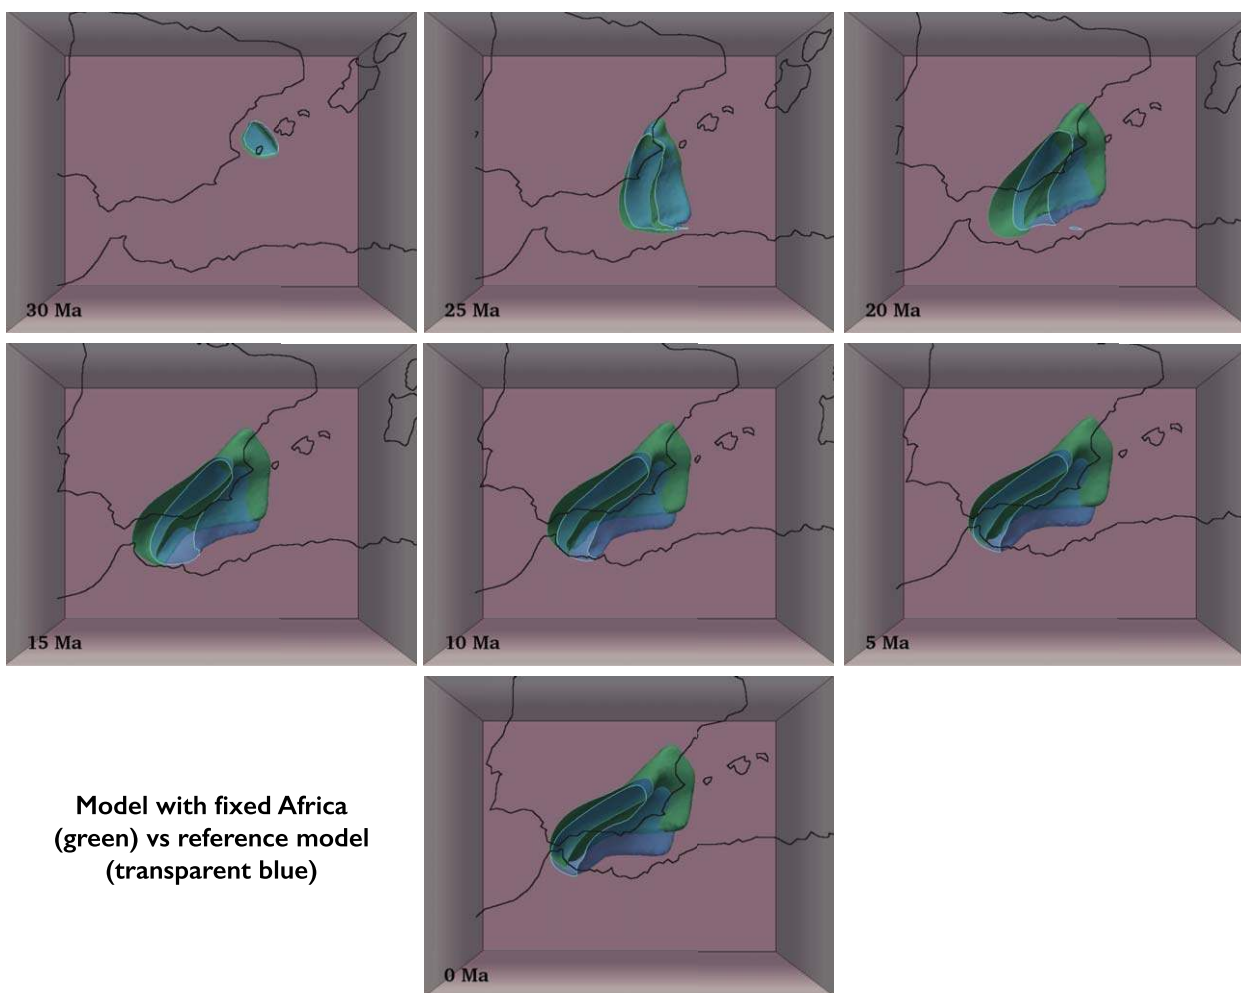 30 Ma
25 Ma
20 Ma
15 Ma
10 Ma
5 Ma
Model with fixed Africa
(green) vs reference model
(transparent blue)
0 Ma